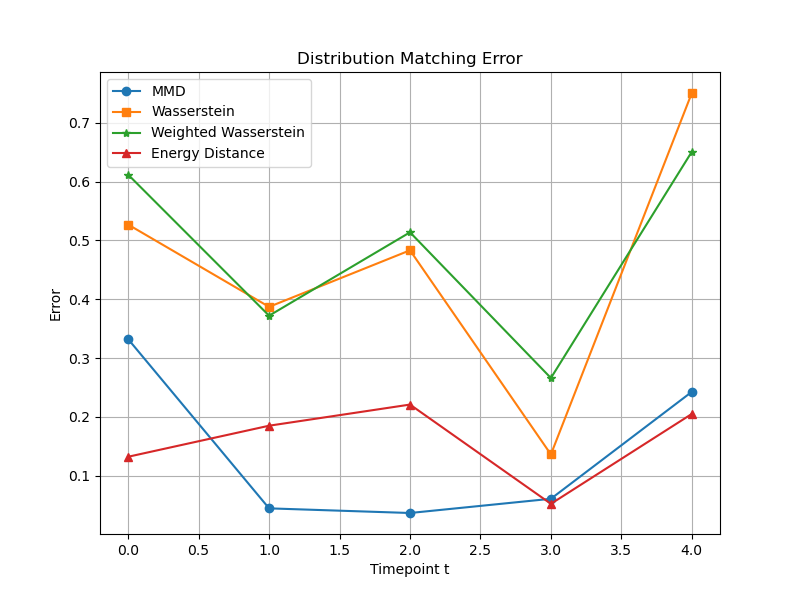 Distribution Matching Error
MMD
Wasserstein
Weighted Wasserstein
Energy Distance
Error
0.7
0.6
0.5
0.4
0.3
0.2
0.1
0.0 0.5 1.0 1.5 2.0 2.5 3.0 3.5 4.0
Timepoint t